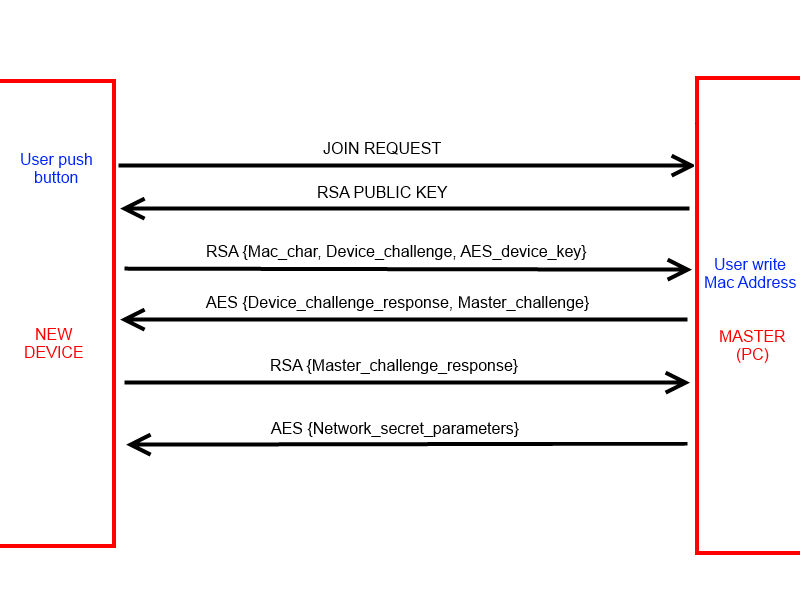 JOIN REQUEST
User push
button
RSA PUBLIC KEY
RSA {Mac_char, Device_challenge, AES_device_key}
User write
Mac Address
AES {Device_challenge_response, Master_challenge}
NEW
DEVICE
MASTER
(PC)
RSA {Master_challenge_response}
AES {Network_secret_parameters}